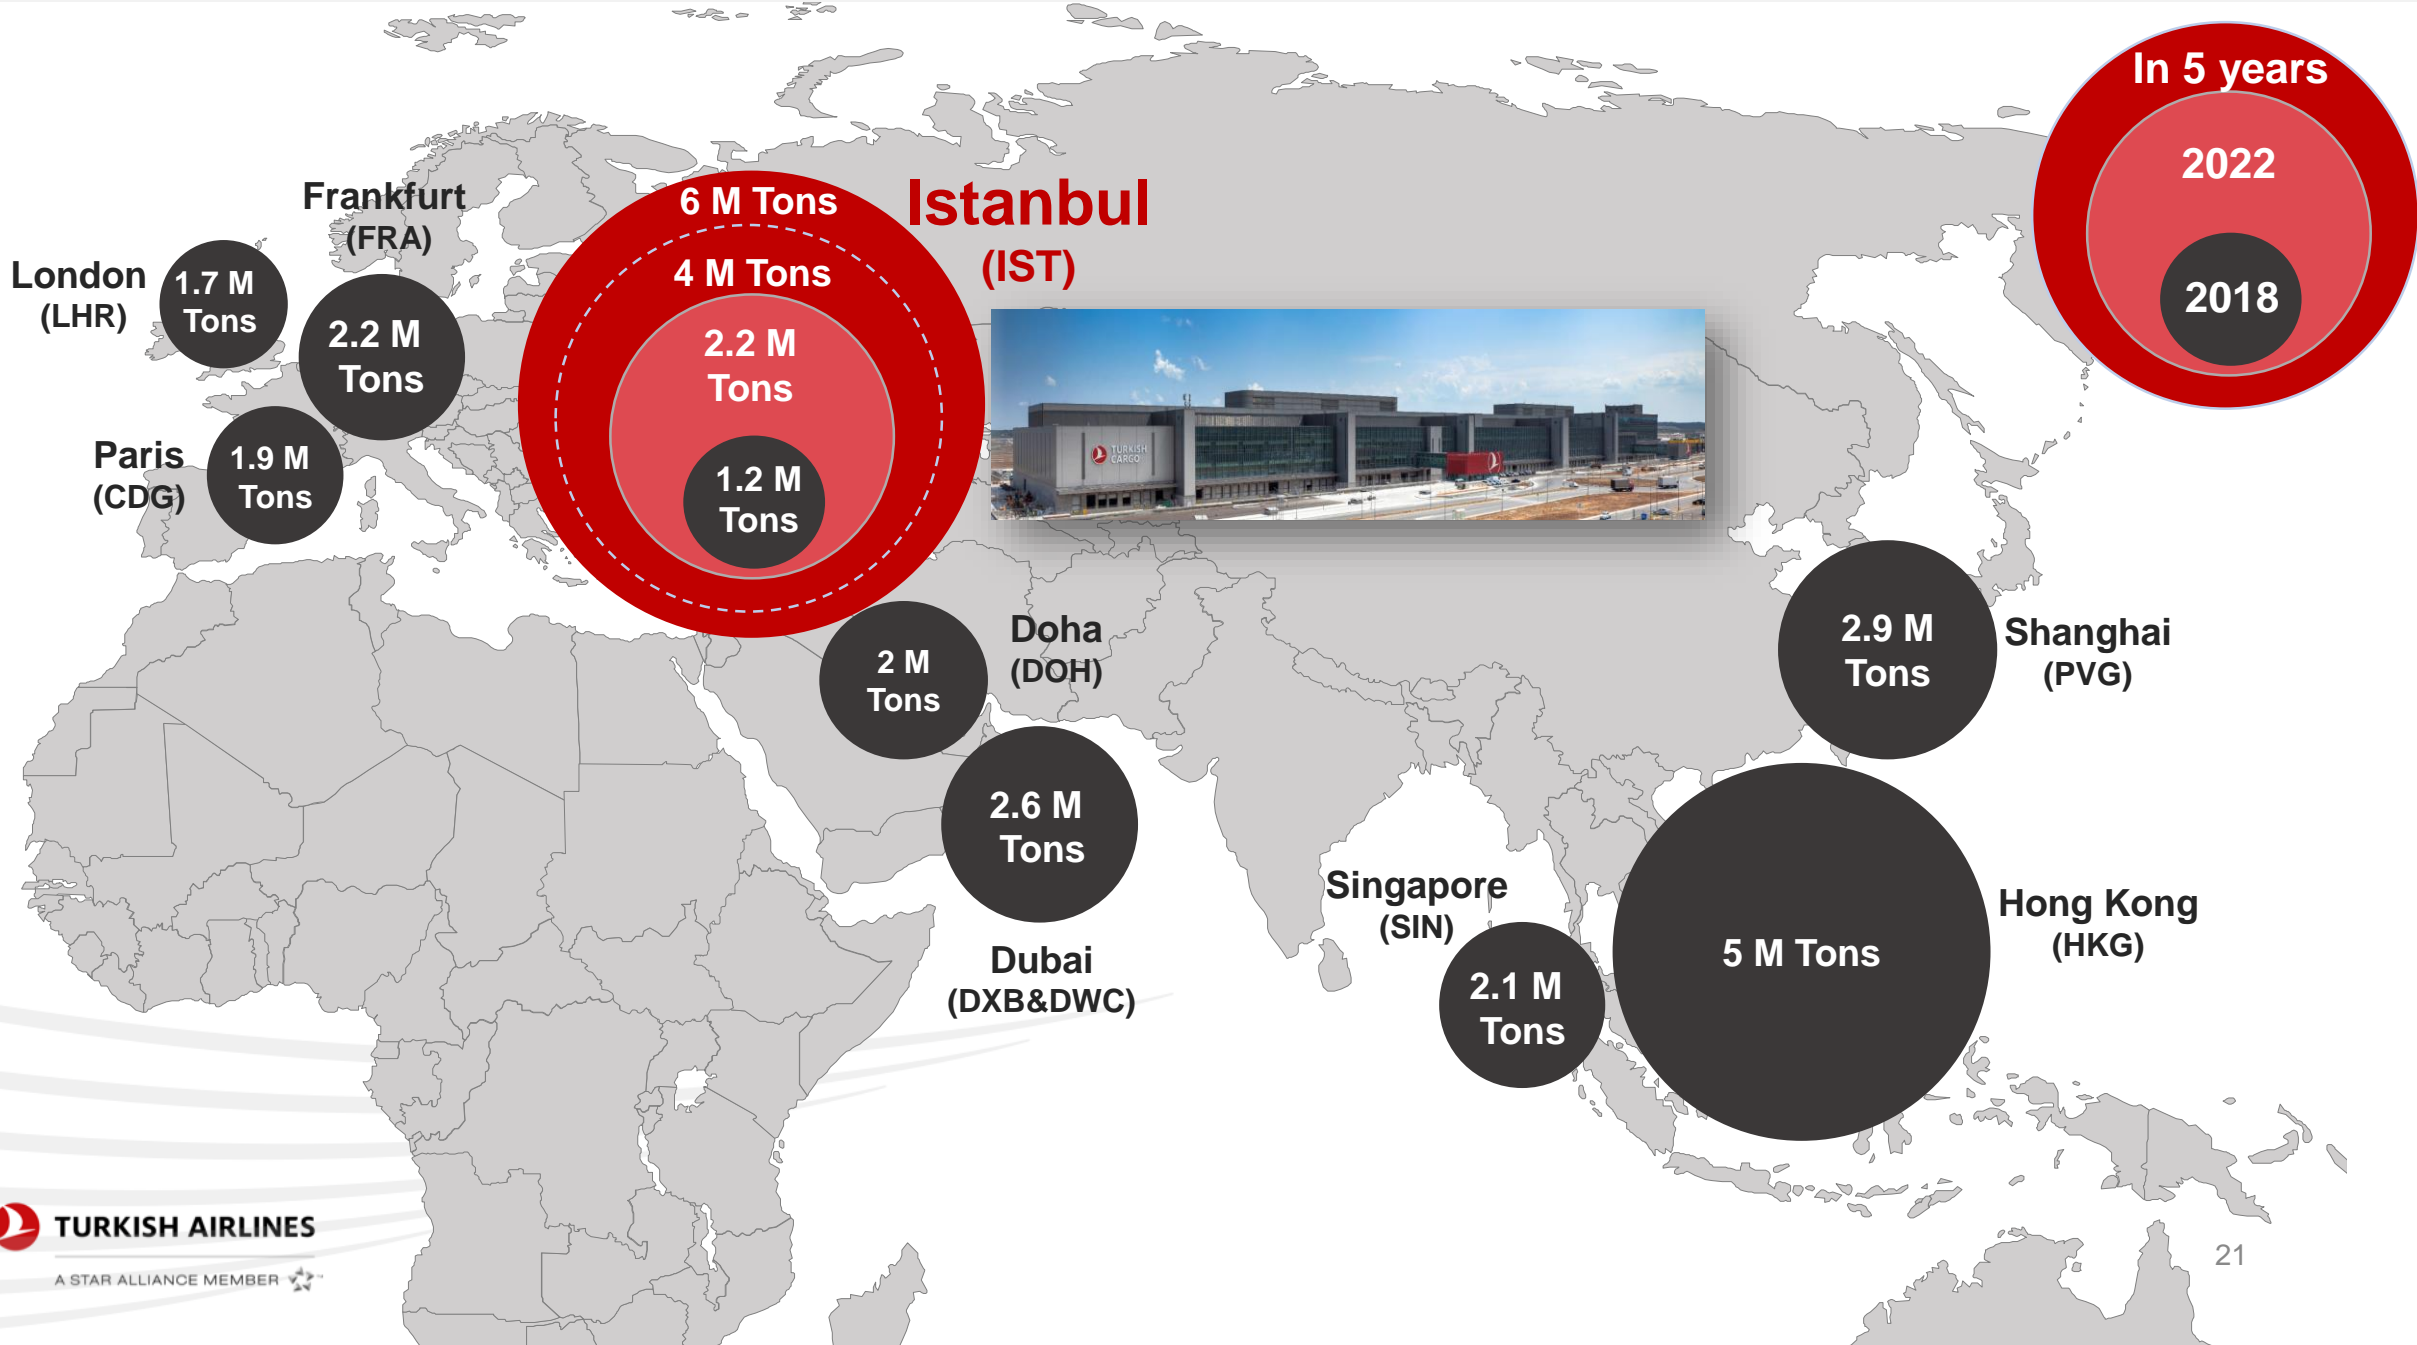 In 5 years
2022
2018
Istanbul
(IST)
6 M Tons
4 M Tons
2.2 M
Tons
1.2 M
Tons
Frankfurt
(FRA)
2.2 M
Tons
London
(LHR)
1.7 M
Tons
Paris
(CDG)
1.9 M
Tons
TURKISH
CARGO
Doha
(DOH)
2 M
Tons
2.6 M
Tons
Dubai
(DXB&DWC)
2.9 M
Tons
Shanghai
(PVG)
Singapore
(SIN)
2.1 M
Tons
5 M Tons
Hong Kong
(HKG)
TURKISH AIRLINES
A STAR ALLIANCE MEMBER
21